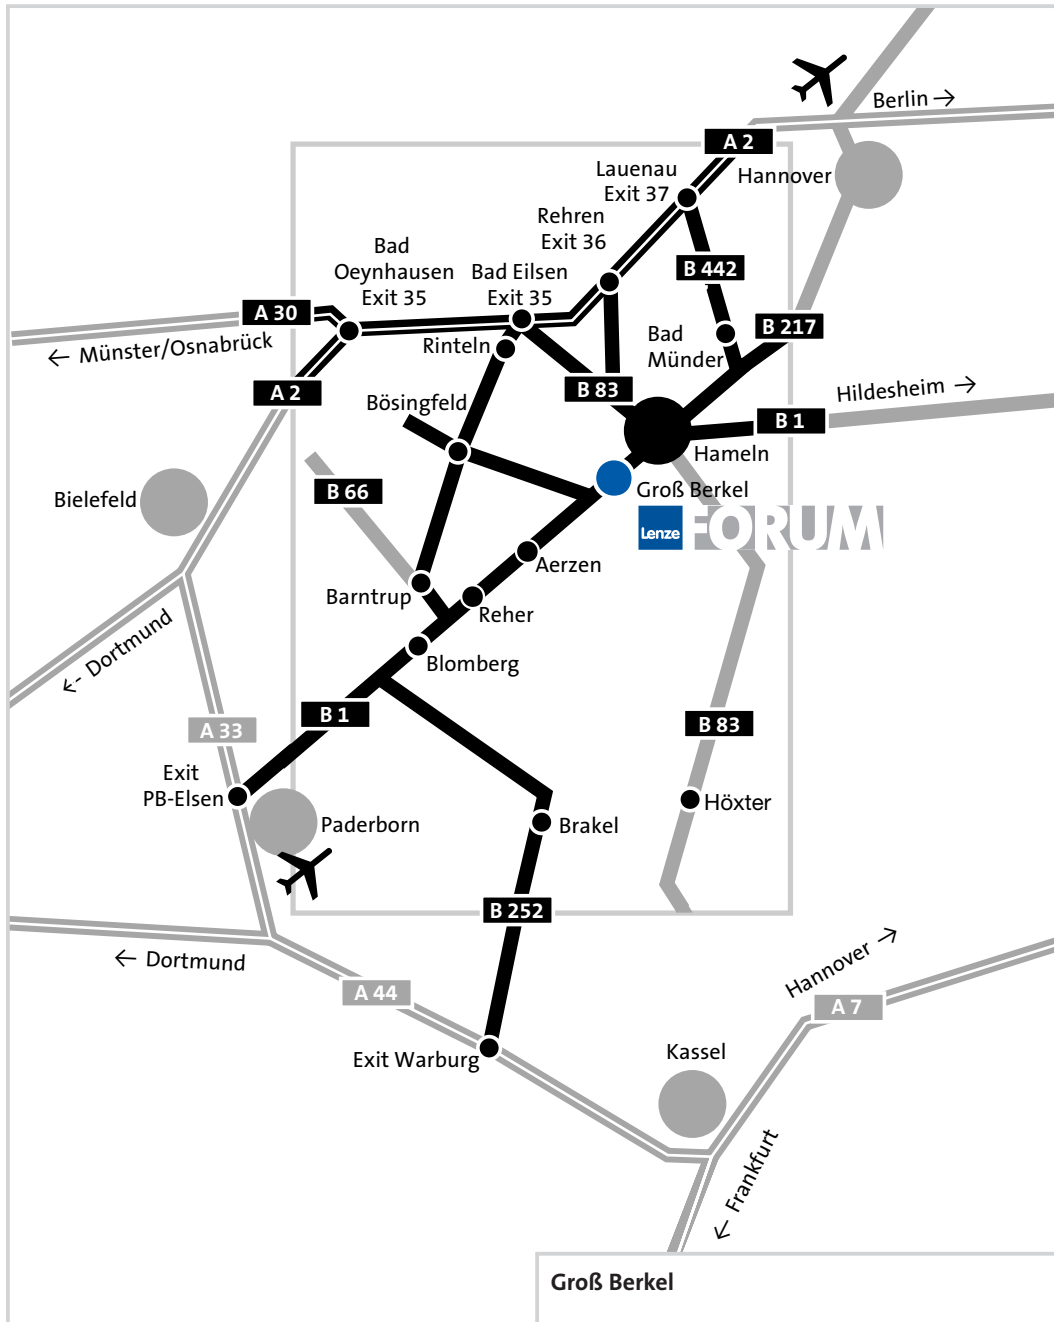 Berlin →
A 2
Lauenau
Exit 37
Hannover
Rehren
Exit 36
Bad
Oeynhausen
Exit 35
Bad Eilsen
Exit 35
B 442
A 30
B 217
← Münster/Osnabrück
Rinteln
Bad
Münder
A 2
B 83
Hildesheim →
Bösingfeld
B 1
Hameln
Bielefeld
B 66
Groß Berkel
Lenze FORUM
Aerzen
Barntrup
Reher
← Dortmund
Blomberg
B 1
A 33
B 83
Exit
PB-Elsen
Höxter
Paderborn
Brakel
B 252
← Dortmund
Hannover →
A 44
A 7
Exit Warburg
Kassel
← Frankfurt
Groß Berkel